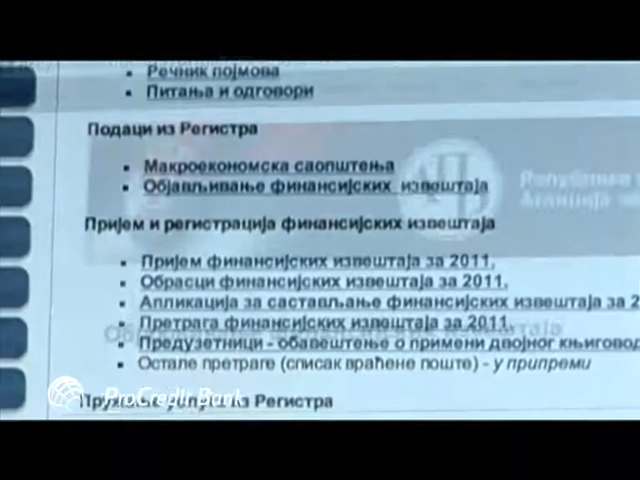 Речник појмова
Питања и одговори
Подаци из Регистра
Макроекономска саопштења
Објављивање финансијских извештаја
Пријем и регистрација финансијских извештаја
Пријем финансијских извештаја за 2011.
Обрасци финансијских извештаја за 2011.
Апликација за састављање финансијских извештаја за
Претрага финансијских извештаја за 2011.
Предузетници - обавештење о примени двојног
Остале претраге (списак враћене поште) - у припреми
ProCredit Bank
из Регистра